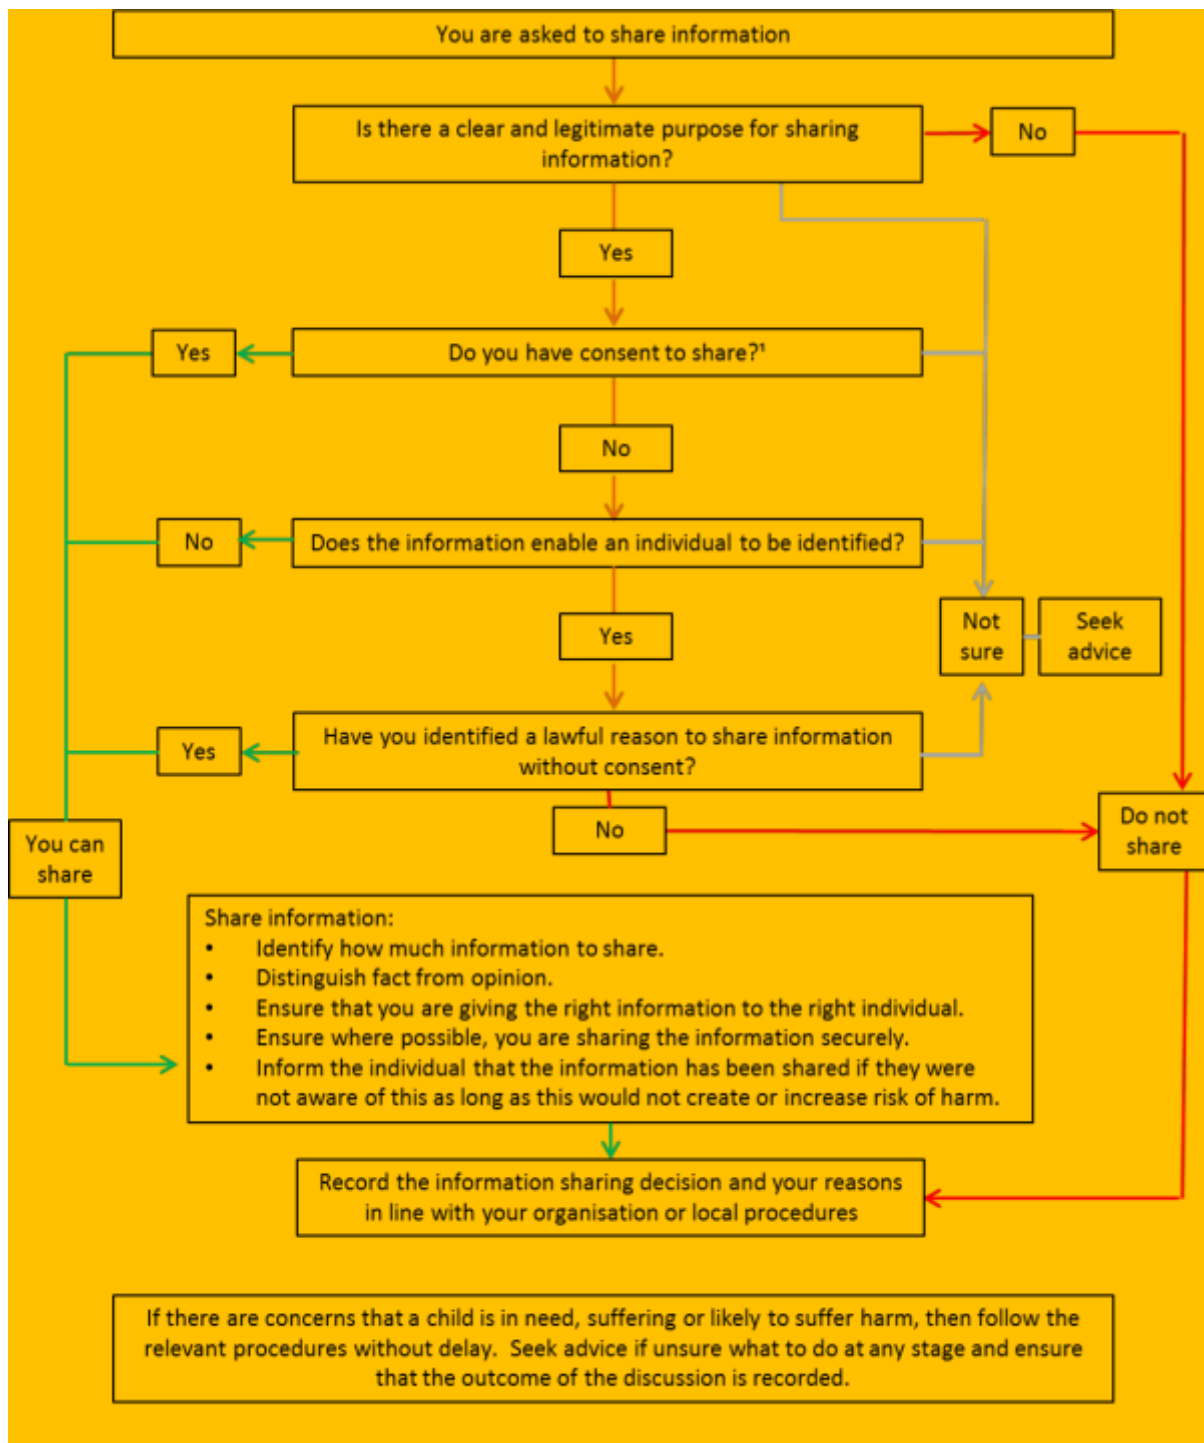 You are asked to share information
Is there a clear and legitimate purpose for sharing
information?
No
Yes
Do you have consent to share?¹
Yes
No
Does the information enable an individual to be identified?
No
Yes
Not
sure
Seek
advice
Have you identified a lawful reason to share information
without consent?
Yes
No
Do not
share
You can
share
Share information:
• Identify how much information to share.
• Distinguish fact from opinion.
• Ensure that you are giving the right information to the right individual.
• Ensure where possible, you are sharing the information securely.
• Inform the individual that the information has been shared if they were
not aware of this as long as this would not create or increase risk of harm.
Record the information sharing decision and your reasons
in line with your organisation or local procedures
If there are concerns that a child is in need, suffering or likely to suffer harm, then follow the
relevant procedures without delay.  Seek advice if unsure what to do at any stage and ensure
that the outcome of the discussion is recorded.